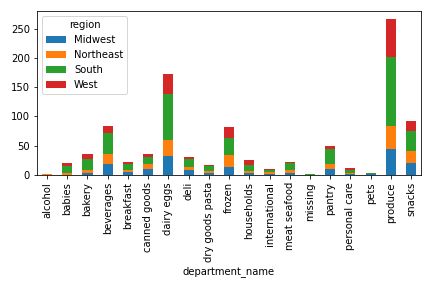 region
Midwest
Northeast
South
West
250
200
150
100
50
0
alcohol
babies
bakery
beverages
breakfast
canned goods
dairy eggs
deli
dry goods pasta
frozen
households
international
meat seafood
missing
pantry
personal care
pets
produce
snacks
department_name